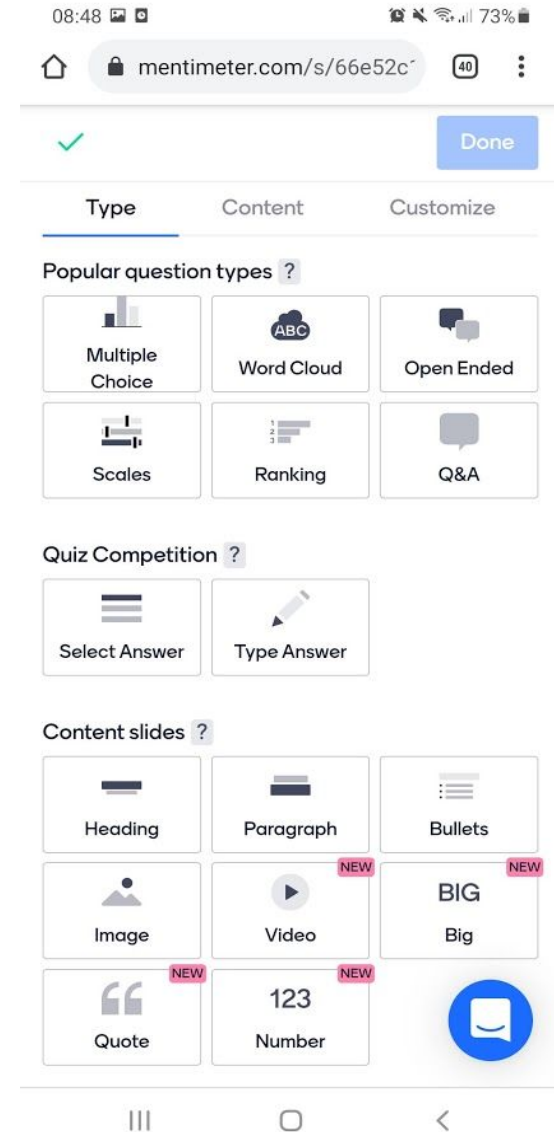 08:48 73%
mentimeter.com/s/66e52c1 40
Done
Type Content Customize
Popular question types ?
Multiple Choice
ABC
Word Cloud
Open Ended
Scales
1
2
3
Ranking
Q&A
Quiz Competition ?
Select Answer
Type Answer
Content slides ?
Heading
Paragraph
Bullets
Image
NEW
Video
NEW
BIG
Big
NEW
Quote
NEW
123
Number